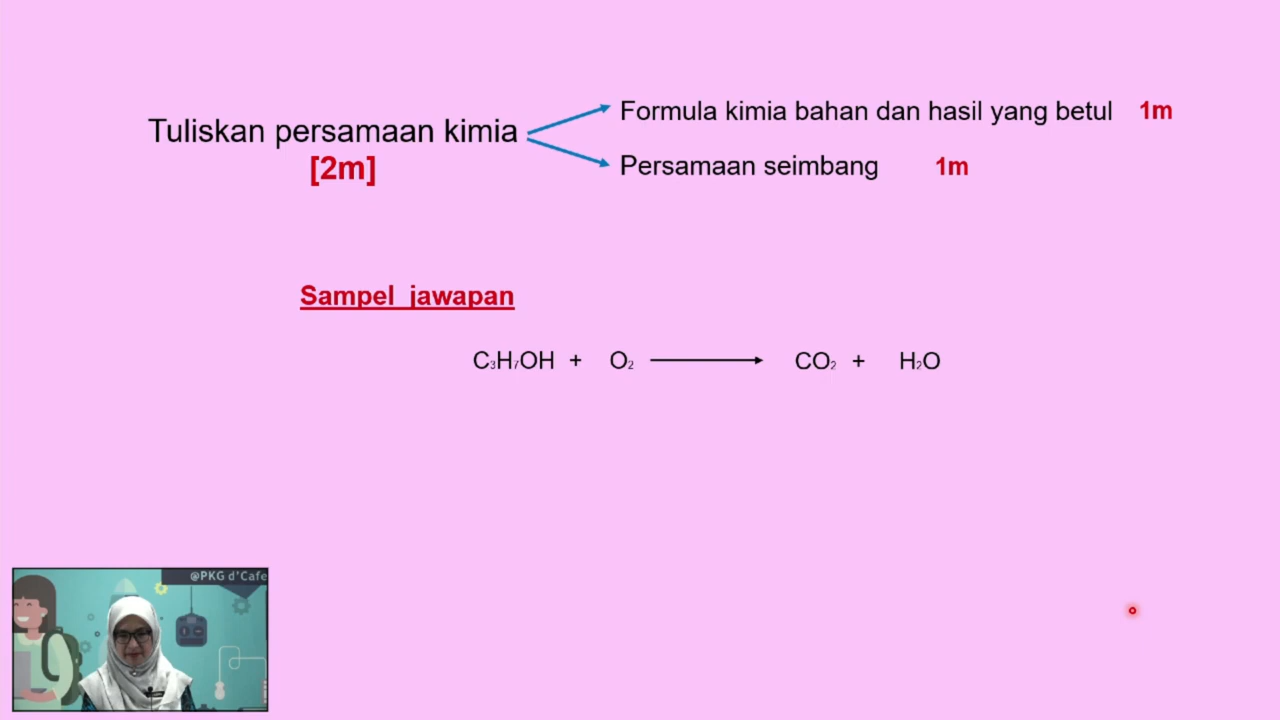 Tuliskan persamaan kimia
[2m]
Formula kimia bahan dan hasil yang betul 1m
Persamaan seimbang 1m
Sampel jawapan
C₃H₇OH + O₂ ⟶ CO₂ + H₂O
@PKG d'Cafe